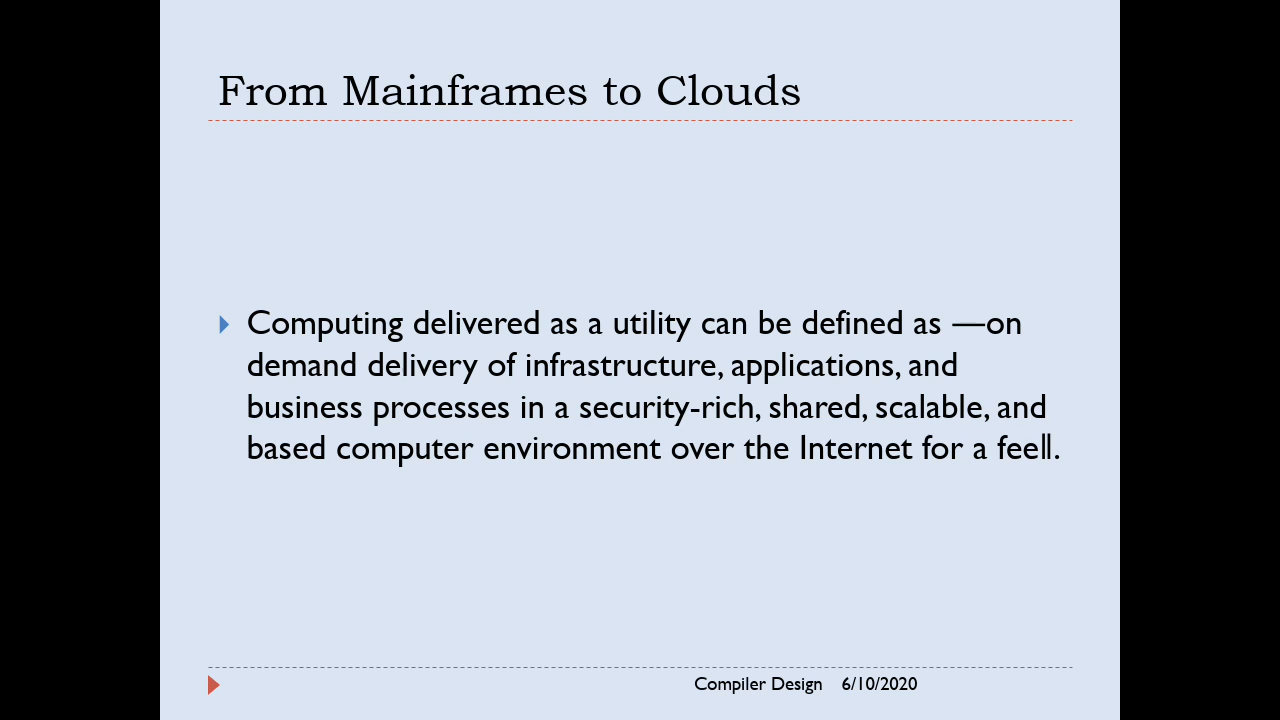 From Mainframes to Clouds
Computing delivered as a utility can be defined as ―on
demand delivery of infrastructure, applications, and
business processes in a security-rich, shared, scalable, and
based computer environment over the Internet for a fee‖.
Compiler Design 6/10/2020